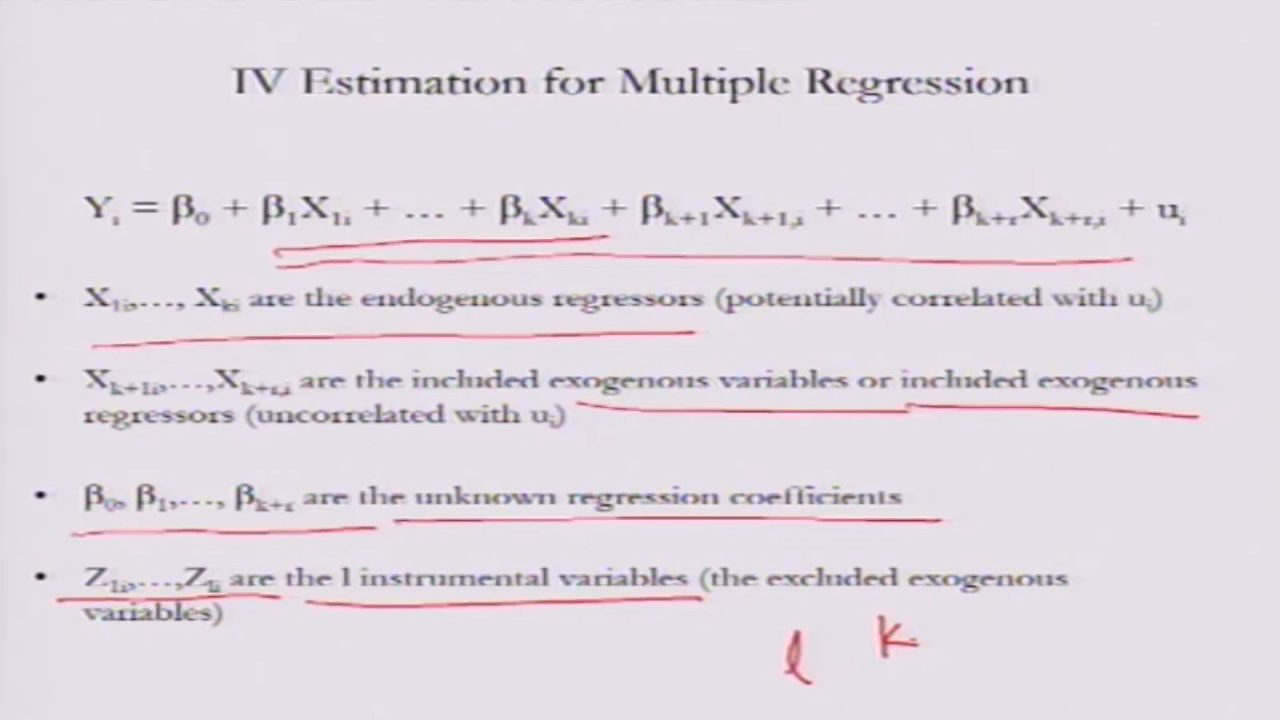 IV Estimation for Multiple Regression
Yᵢ = β₀ + β₁X₁ᵢ + ... + βₖXₖᵢ + βₖ₊₁Xₖ₊₁,ᵢ + ... + βₖ₊ᵣXₖ₊ᵣ,ᵢ + uᵢ
• X₁ᵢ,..., Xₖᵢ are the endogenous regressors (potentially correlated with uᵢ)
• Xₖ₊₁ᵢ,...,Xₖ₊ᵣ,ᵢ are the included exogenous variables or included exogenous
regressors (uncorrelated with uᵢ)
• β₀, β₁,..., βₖ₊ᵣ are the unknown regression coefficients
• Z₁ᵢ,...,Zₗᵢ are the l instrumental variables (the excluded exogenous
variables)
l k